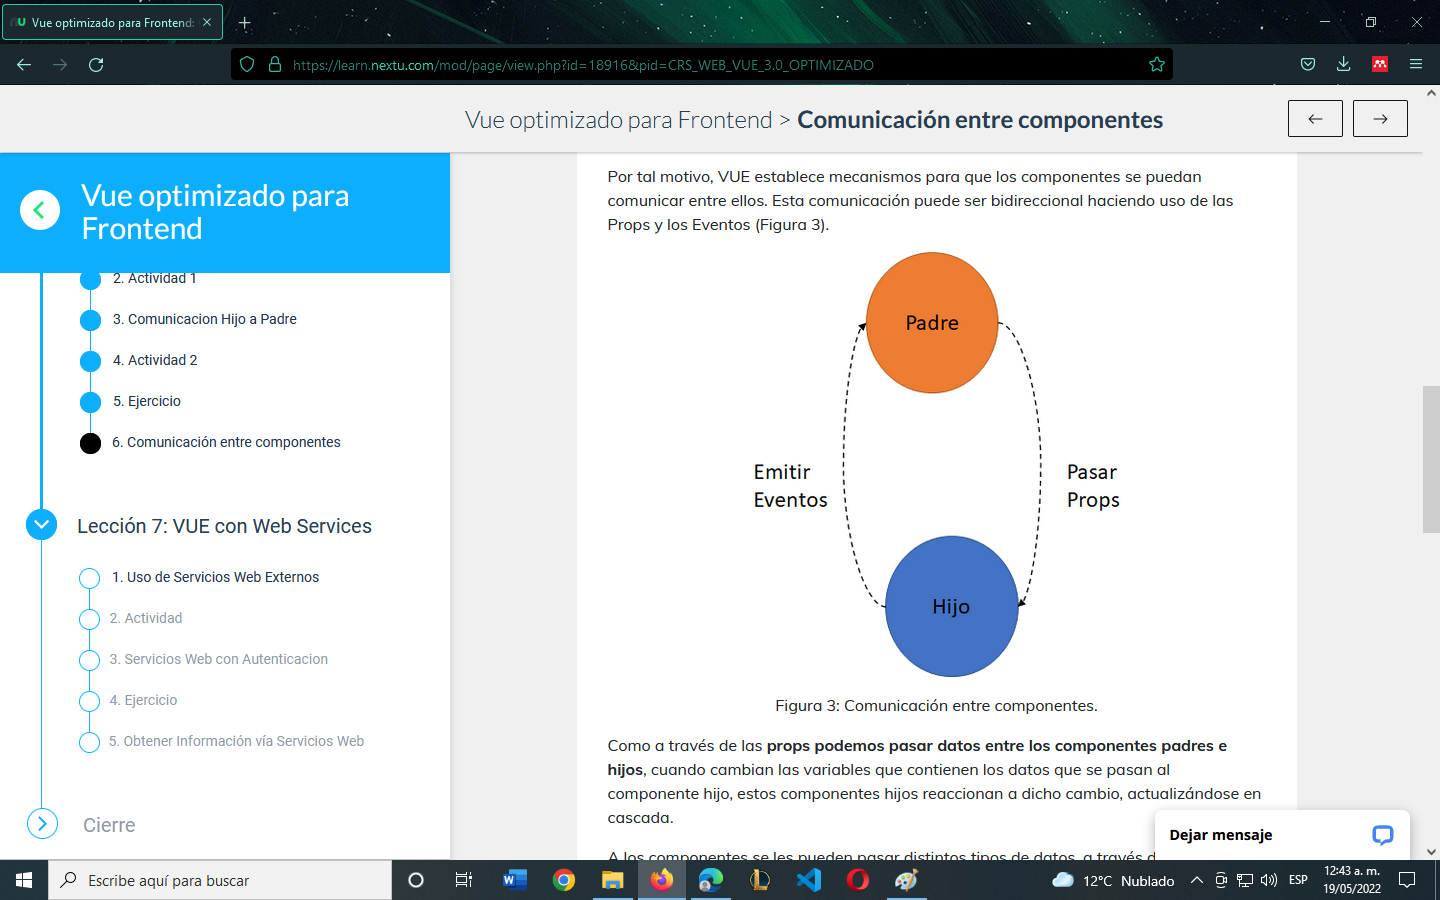 Vue optimizado para Frontend:
https://learn.nextu.com/mod/page/view.php?id=18916&pid=CRS_WEB_VUE_3.0_OPTIMIZADO
Vue optimizado para Frontend > Comunicación entre componentes
Vue optimizado para
Frontend
2. Actividad 1
3. Comunicacion Hijo a Padre
4. Actividad 2
5. Ejercicio
6. Comunicación entre componentes
Lección 7: VUE con Web Services
1. Uso de Servicios Web Externos
2. Actividad
3. Servicios Web con Autenticacion
4. Ejercicio
5. Obtener Información vía Servicios Web
Cierre
Por tal motivo, VUE establece mecanismos para que los componentes se puedan
comunicar entre ellos. Esta comunicación puede ser bidireccional haciendo uso de las
Props y los Eventos (Figura 3).
Padre
Emitir
Eventos
Pasar
Props
Hijo
Figura 3: Comunicación entre componentes.
Como a través de las props podemos pasar datos entre los componentes padres e
hijos, cuando cambian las variables que contienen los datos que se pasan al
componente hijo, estos componentes hijos reaccionan a dicho cambio, actualizándose en
cascada.
A los componentes se les pueden pasar distintos tipos de datos, a través d
Dejar mensaje
Escribe aquí para buscar
12°C Nublado
ESP
12:43 a. m.
19/05/2022